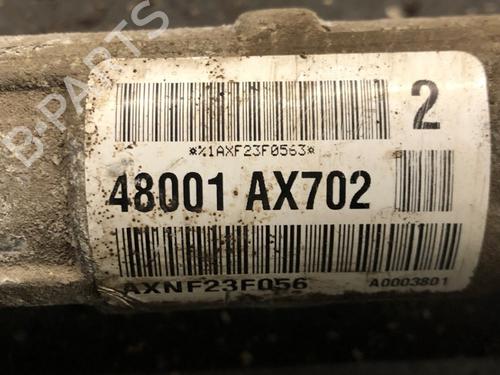 B-PARTS
2
*%1AXF23F0563*
48001 AX702
AXNF23F056
A0003801